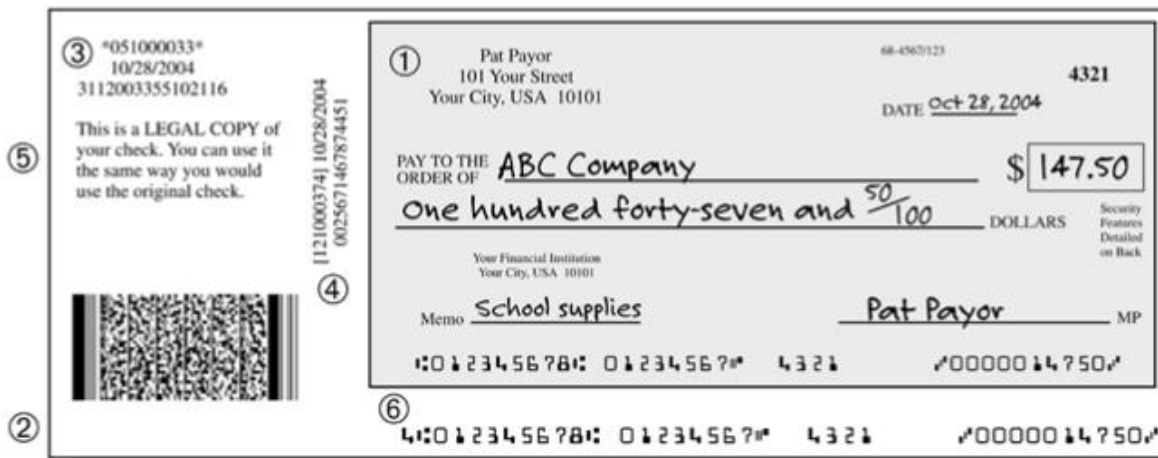 ③ *051000033*
10/28/2004
3112003355102116
⑤ This is a LEGAL COPY of
your check. You can use it
the same way you would
use the original check.
[121000374] 10/28/2004
002567146787 4451
④
②
① Pat Payor
101 Your Street
Your City, USA 10101
68-4567/123
4321
DATE Oct 28, 2004
PAY TO THE
ORDER OF ABC Company $ 147.50
One hundred forty-seven and 50/100 DOLLARS
Security
Features
Detailed
on Back
Your Financial Institution
Your City, USA 10101
Memo School supplies Pat Payor MP
⑆012345678⑆ 01234567⑈ 4321 ⑇0000014750⑇
⑥
4⑆012345678⑆ 01234567⑈ 4321 ⑇0000014750⑇